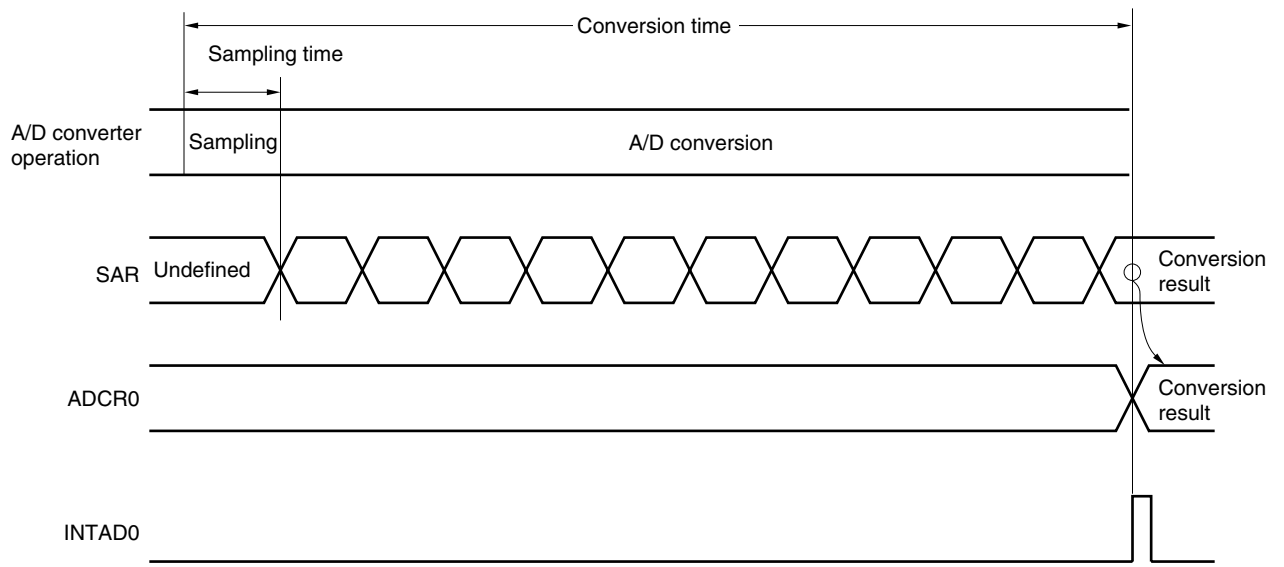 Conversion time
Sampling time
A/D converter
operation
Sampling
A/D conversion
SAR
Undefined
Conversion
result
ADCR0
Conversion
result
INTAD0